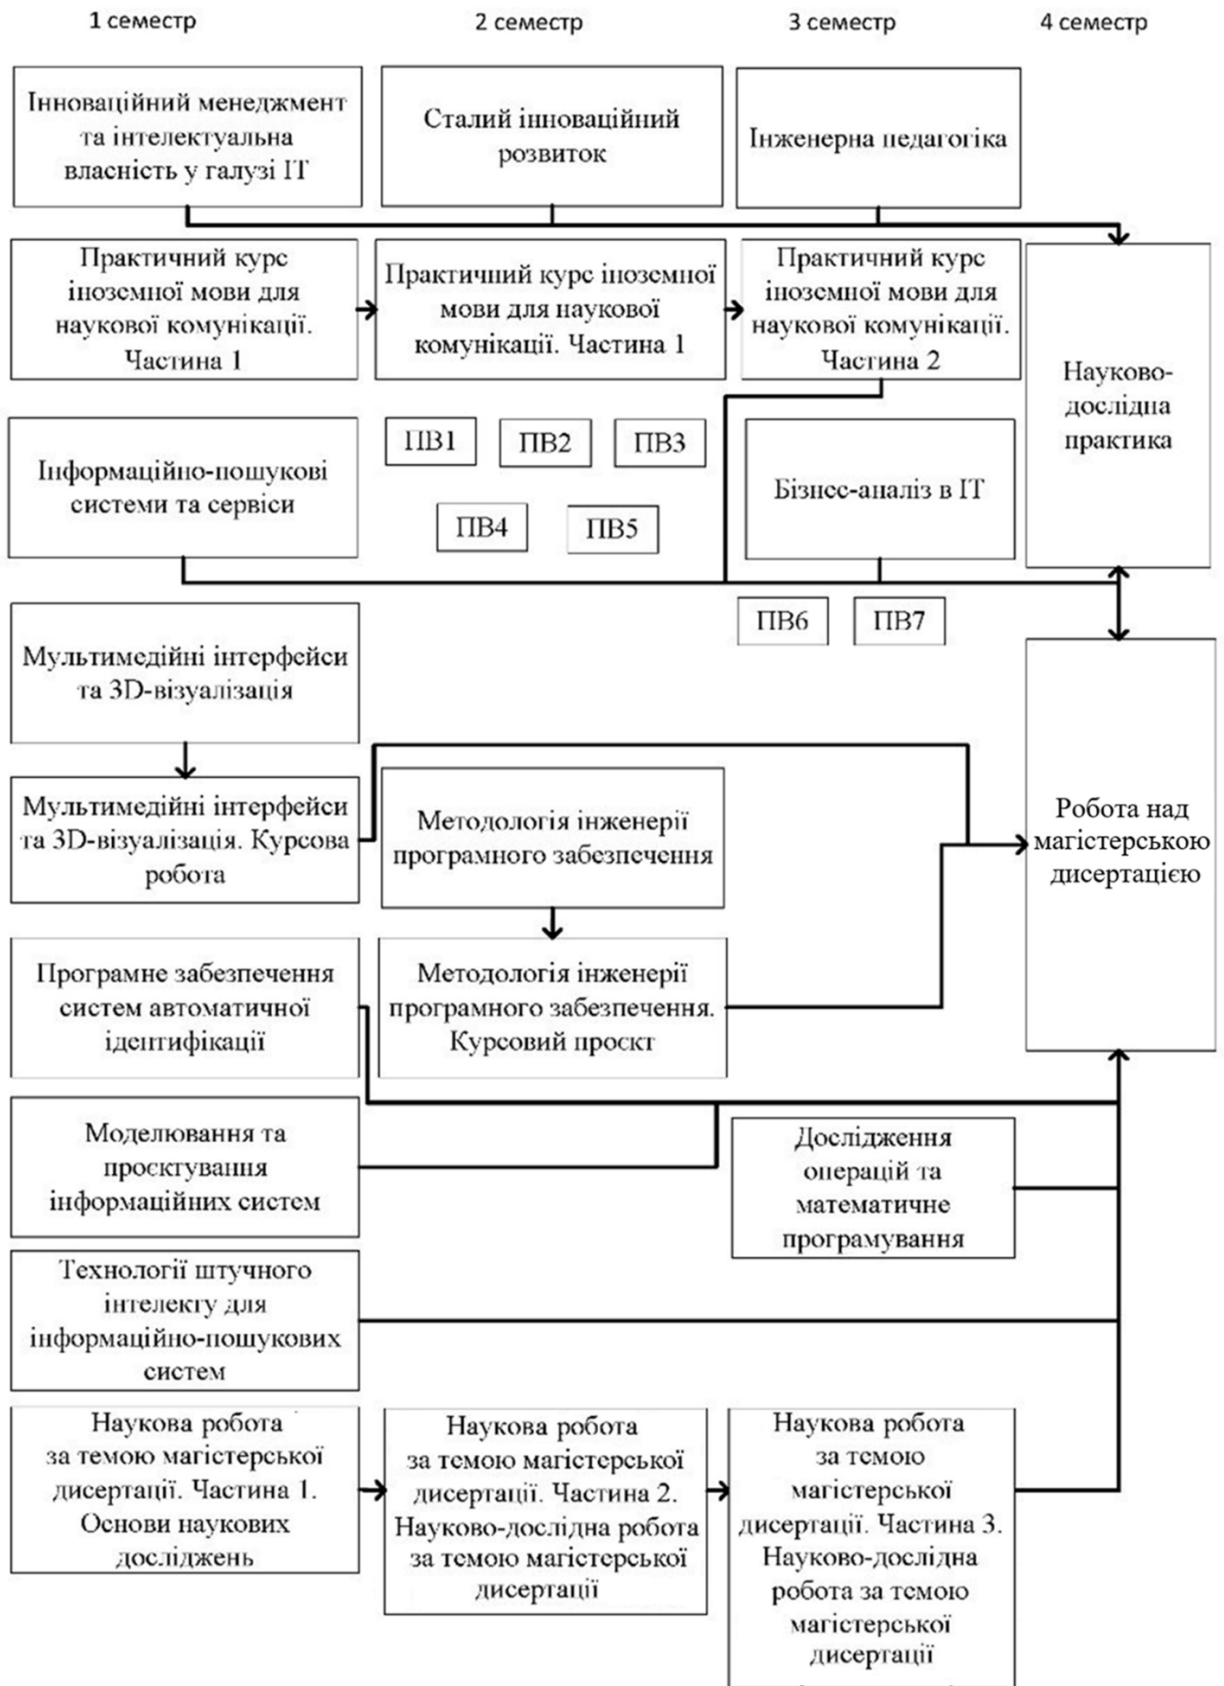 1 семестр
2 семестр
3 семестр
4 семестр
Інноваційний менеджмент
та інтелектуальна
власність у галузі ІТ
Сталий інноваційний
розвиток
Інженерна педагогіка
Практичний курс
іноземної мови для
наукової комунікації.
Частина 1
Практичний курс іноземної
мови для наукової
комунікації. Частина 1
Практичний курс
іноземної мови для
наукової комунікації.
Частина 2
Науково-
дослідна
практика
Інформаційно-пошукові
системи та сервіси
ПВ1
ПВ2
ПВ3
ПВ4
ПВ5
Бізнес-аналіз в ІТ
ПВ6
ПВ7
Мультимедійні інтерфейси
та 3D-візуалізація
Мультимедійні інтерфейси
та 3D-візуалізація. Курсова
робота
Методологія інженерії
програмного забезпечення
Робота над
магістерською
дисертацією
Програмне забезпечення
систем автоматичної
ідентифікації
Методологія інженерії
програмного забезпечення.
Курсовий проєкт
Моделювання та
проєктування
інформаційних систем
Дослідження
операцій та
математичне
програмування
Технології штучного
інтелекту для
інформаційно-пошукових
систем
Наукова робота
за темою магістерської
дисертації. Частина 1.
Основи наукових
досліджень
Наукова робота
за темою магістерської
дисертації. Частина 2.
Науково-дослідна робота
за темою магістерської
дисертації
Наукова робота
за темою
магістерської
дисертації. Частина 3.
Науково-дослідна
робота за темою
магістерської
дисертації